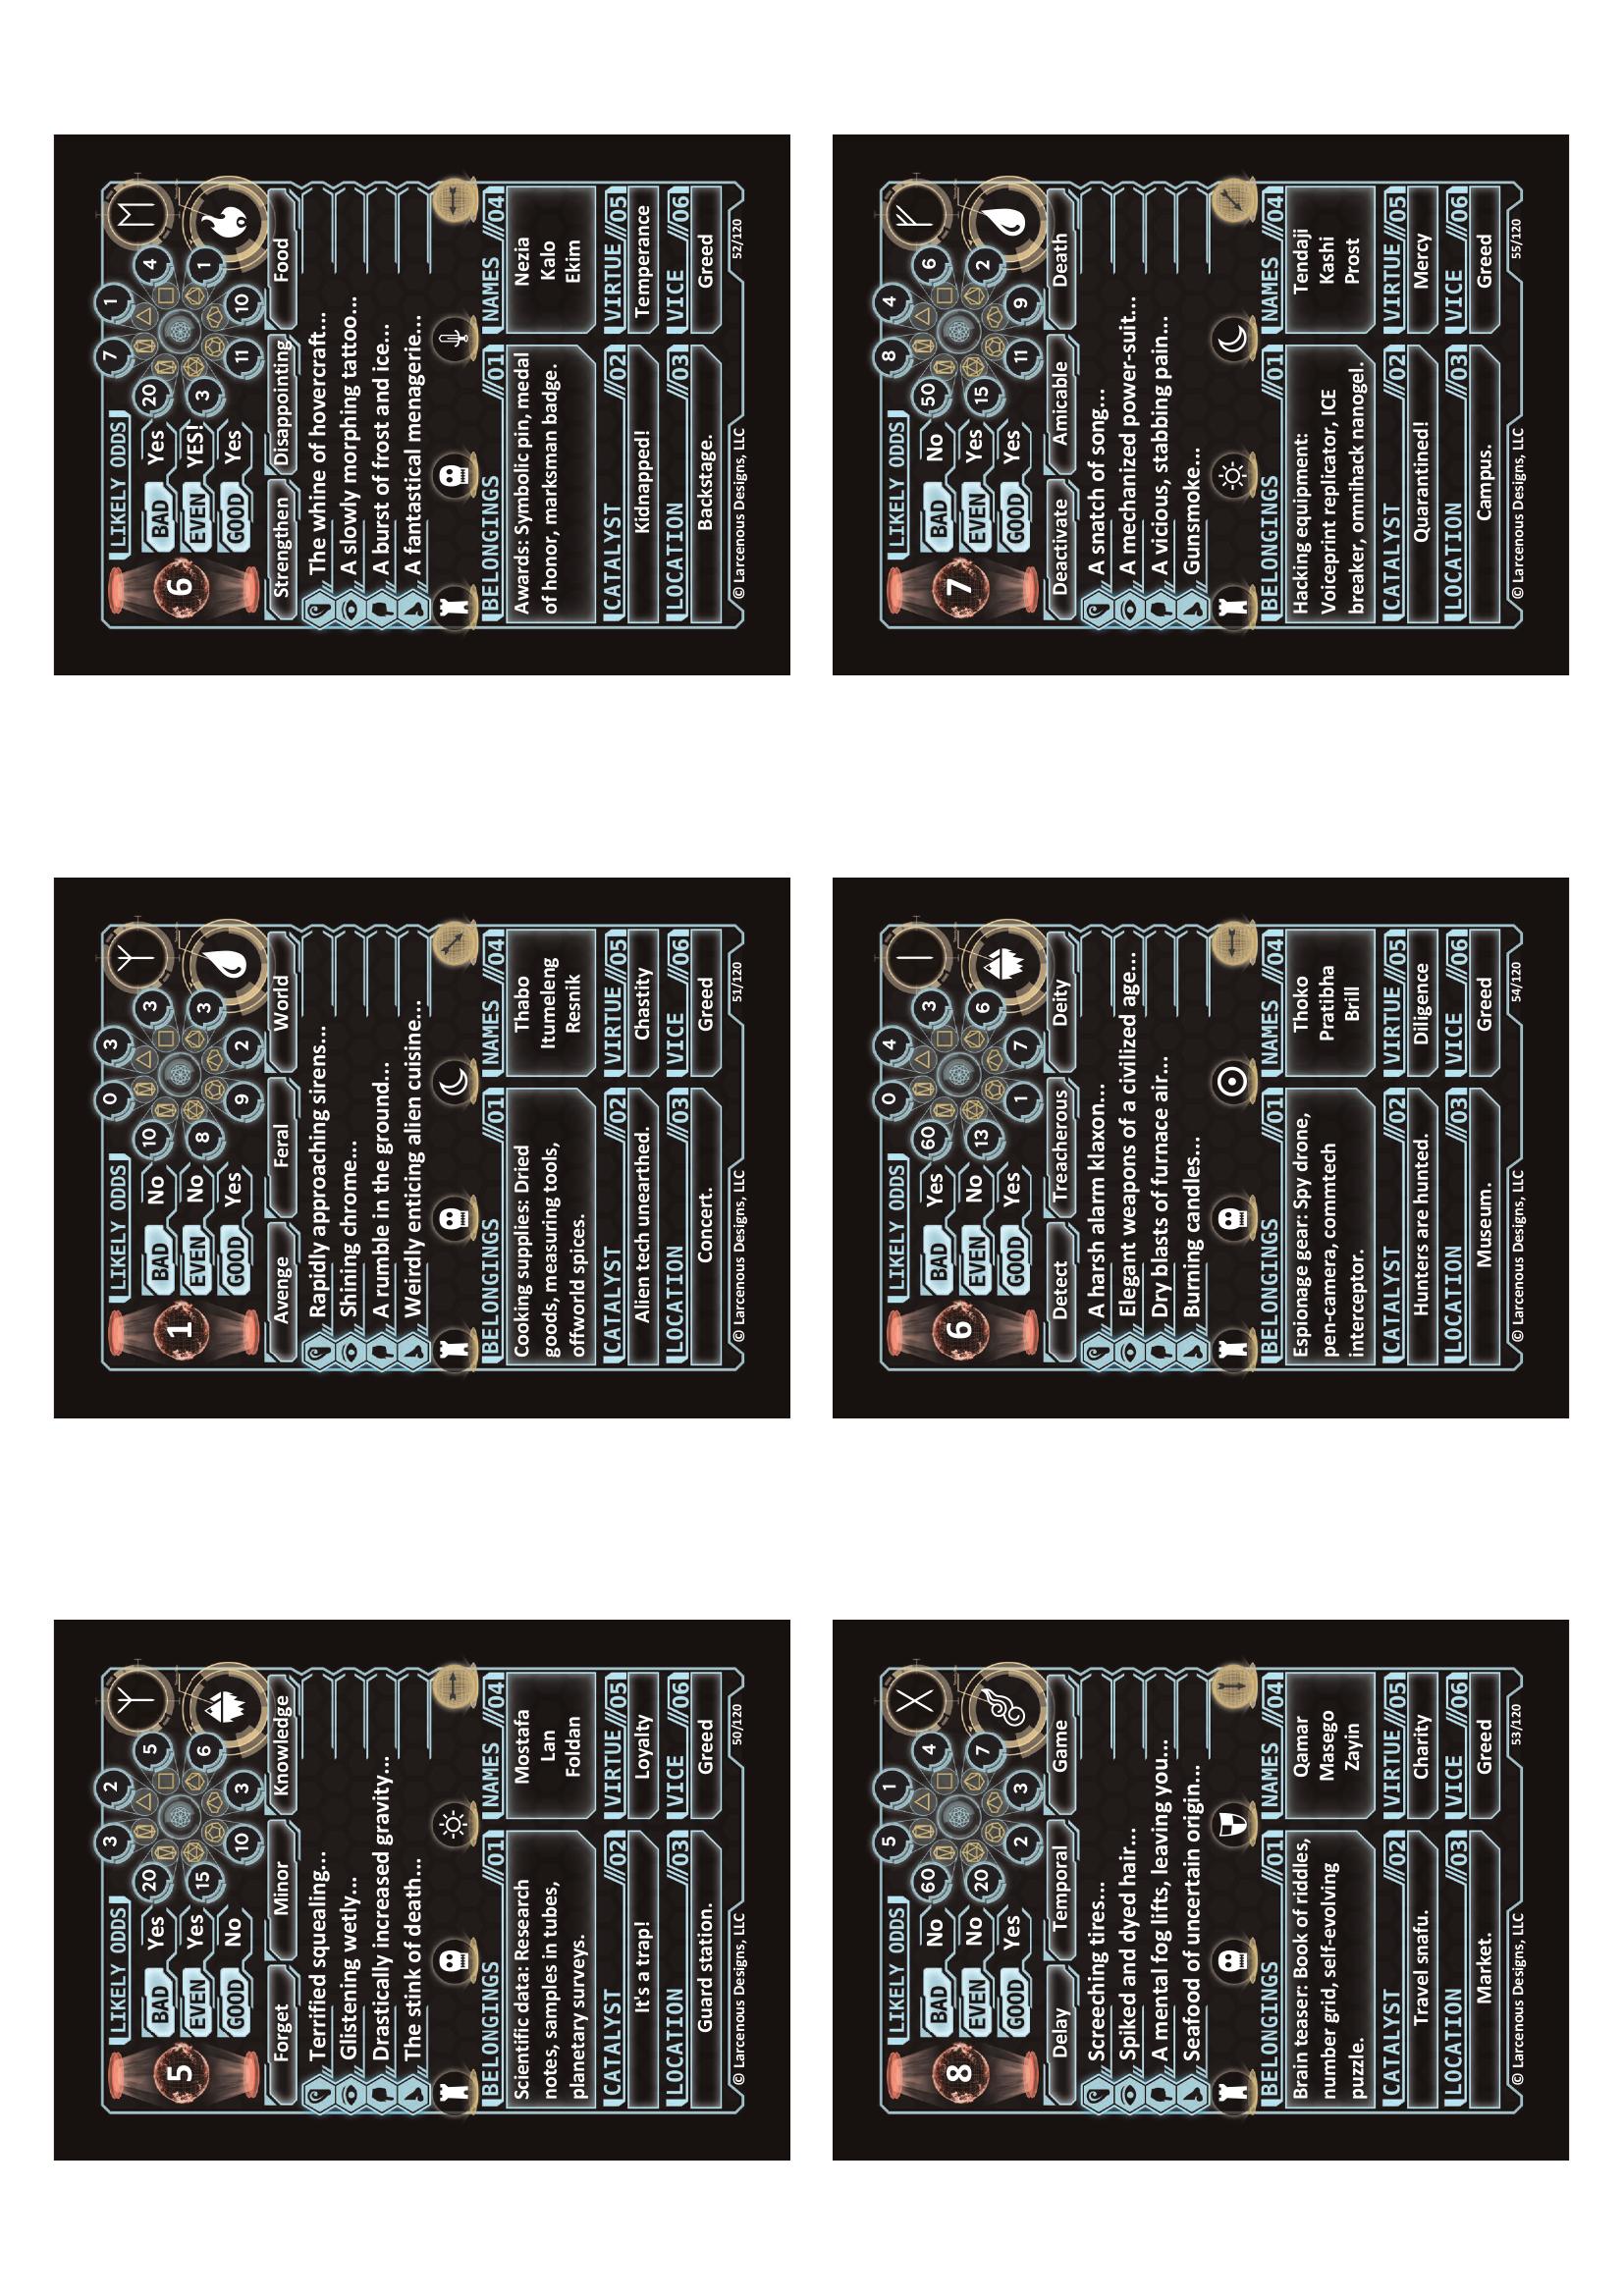 LIKELY ODDS 3 2
5
BAD Yes 20 5
EVEN Yes 15 6
GOOD No 10 3
Forget Minor Knowledge
Terrified squealing...
Glistening wetly...
Drastically increased gravity...
The stink of death...
BELONGINGS //01
Scientific data: Research
notes, samples in tubes,
planetary surveys.
CATALYST //02
It's a trap!
LOCATION //03
Guard station.
NAMES //04
Mostafa
Lan
Foldan
VIRTUE //05
Loyalty
VICE //06
Greed
© Larcenous Designs, LLC 50/120
LIKELY ODDS 0 3
1
BAD No 10 3
EVEN No 8 3
GOOD Yes 9 2
Avenge Feral World
Rapidly approaching sirens...
Shining chrome...
A rumble in the ground...
Weirdly enticing alien cuisine...
BELONGINGS //01
Cooking supplies: Dried
goods, measuring tools,
offworld spices.
CATALYST //02
Alien tech unearthed.
LOCATION //03
Concert.
NAMES //04
Thabo
Itumeleng
Resnik
VIRTUE //05
Chastity
VICE //06
Greed
© Larcenous Designs, LLC 51/120
LIKELY ODDS 7 1
6
BAD Yes 20 4
EVEN YES! 3 1
GOOD Yes 11 10
Strengthen Disappointing Food
The whine of hovercraft...
A slowly morphing tattoo...
A burst of frost and ice...
A fantastical menagerie...
BELONGINGS //01
Awards: Symbolic pin, medal
of honor, marksman badge.
CATALYST //02
Kidnapped!
LOCATION //03
Backstage.
NAMES //04
Nezia
Kalo
Ekim
VIRTUE //05
Temperance
VICE //06
Greed
© Larcenous Designs, LLC 52/120
LIKELY ODDS 5 1
8
BAD No 60 4
EVEN No 20 7
GOOD Yes 2 3
Delay Temporal Game
Screeching tires...
Spiked and dyed hair...
A mental fog lifts, leaving you...
Seafood of uncertain origin...
BELONGINGS //01
Brain teaser: Book of riddles,
number grid, self-evolving
puzzle.
CATALYST //02
Travel snafu.
LOCATION //03
Market.
NAMES //04
Qamar
Masego
Zayin
VIRTUE //05
Charity
VICE //06
Greed
© Larcenous Designs, LLC 53/120
LIKELY ODDS 0 4
6
BAD Yes 60 3
EVEN No 13 6
GOOD Yes 1 7
Detect Treacherous Deity
A harsh alarm klaxon...
Elegant weapons of a civilized age...
Dry blasts of furnace air...
Burning candles...
BELONGINGS //01
Espionage gear: Spy drone,
pen-camera, commtech
interceptor.
CATALYST //02
Hunters are hunted.
LOCATION //03
Museum.
NAMES //04
Thoko
Pratibha
Brill
VIRTUE //05
Diligence
VICE //06
Greed
© Larcenous Designs, LLC 54/120
LIKELY ODDS 8 4
7
BAD No 50 6
EVEN Yes 15 2
GOOD Yes 11 9
Deactivate Amicable Death
A snatch of song...
A mechanized power-suit...
A vicious, stabbing pain...
Gunsmoke...
BELONGINGS //01
Hacking equipment:
Voiceprint replicator, ICE
breaker, omnihack nanogel.
CATALYST //02
Quarantined!
LOCATION //03
Campus.
NAMES //04
Tendaji
Kashi
Prost
VIRTUE //05
Mercy
VICE //06
Greed
© Larcenous Designs, LLC 55/120